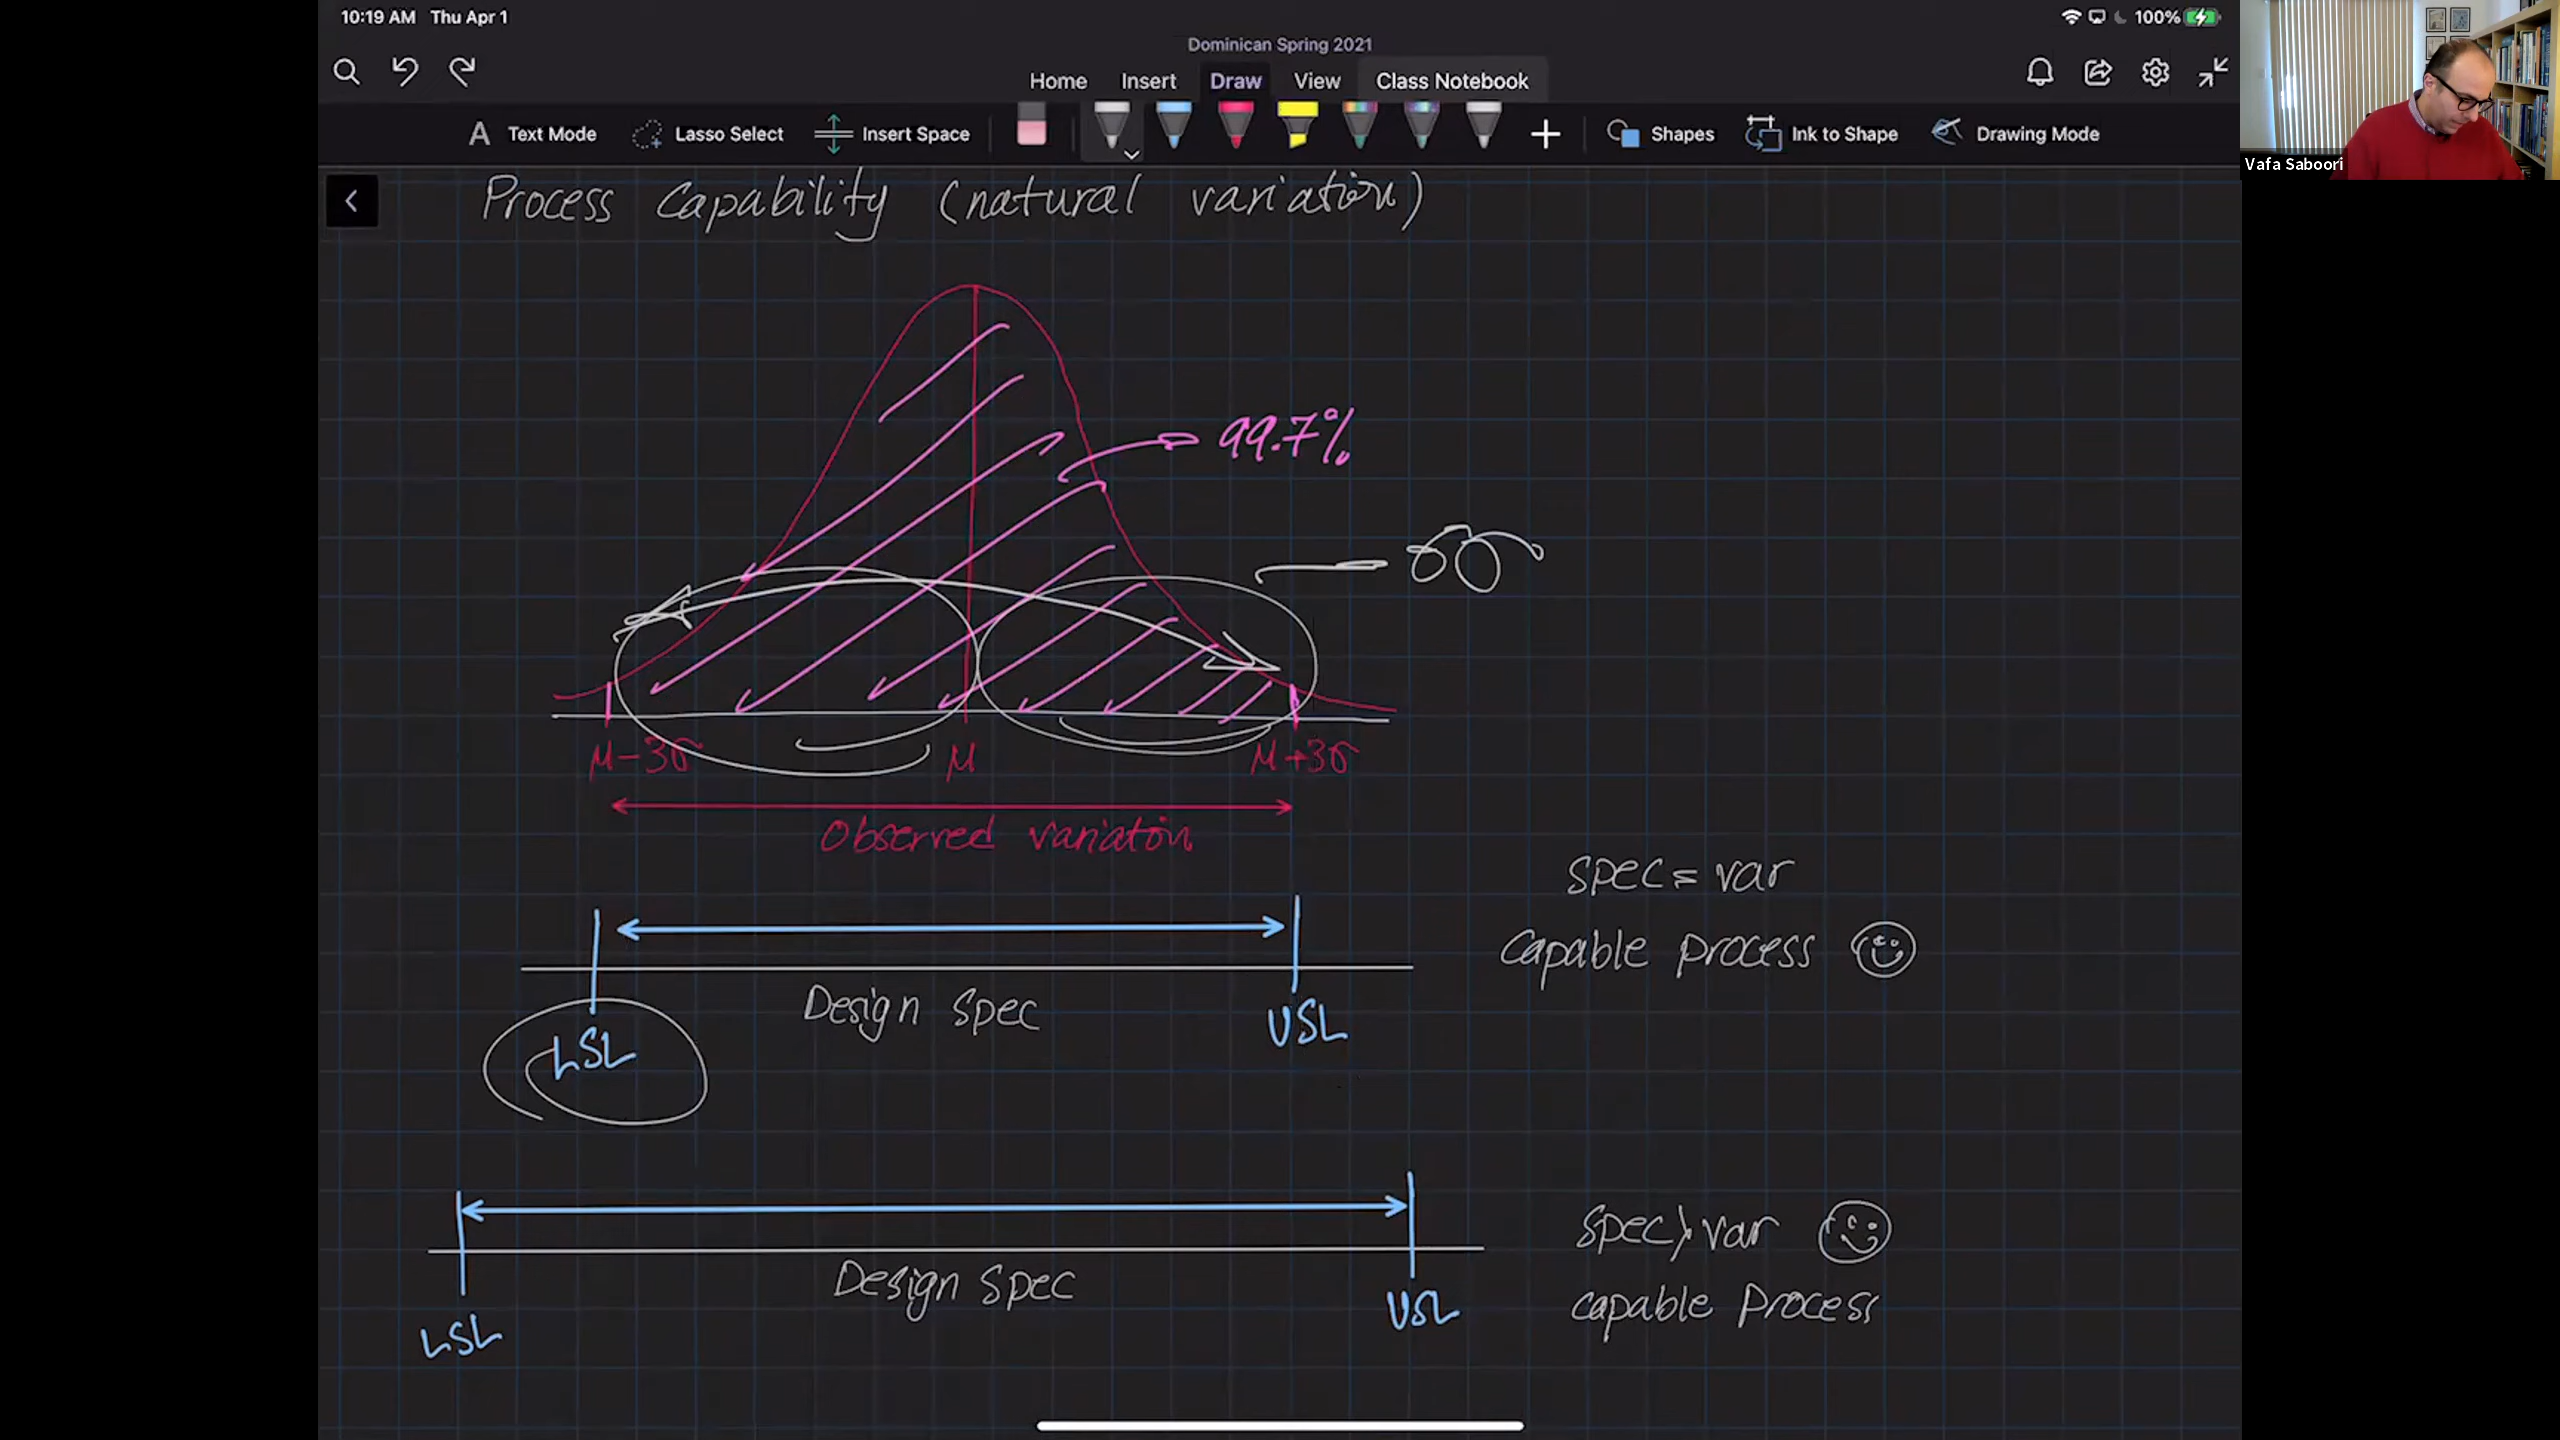 10:19 AM Thu Apr 1
100%
Dominican Spring 2021
Home Insert Draw View Class Notebook
Text Mode Lasso Select Insert Space Shapes Ink to Shape Drawing Mode
Vafa Saboori
Process Capability (natural variation)
99.7%
6σ
μ-3σ μ μ+3σ
Observed variaton
spec = var
Capable process
Design Spec
LSL USL
spec > var
capable Process
Design Spec
LSL USL